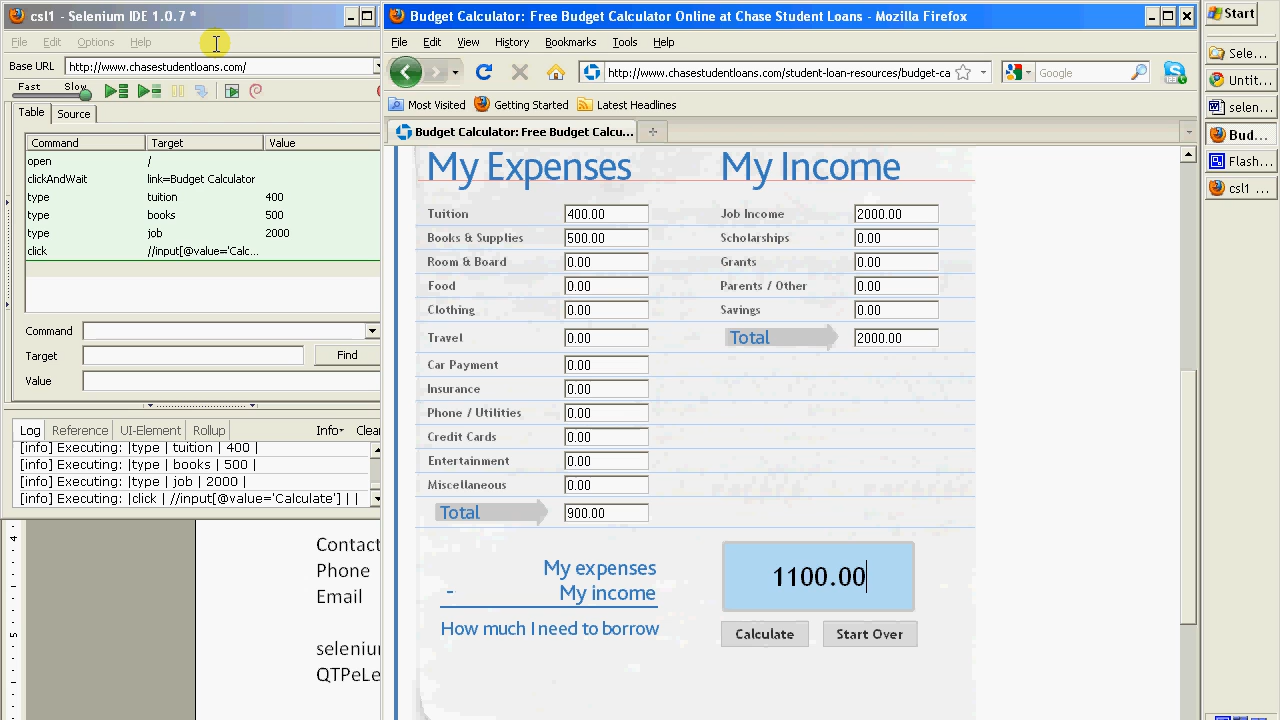 csl1 - Selenium IDE 1.0.7 *
File Edit Options Help
Base URL http://www.chasestudentloans.com/
Fast Slow
Table Source
Command Target Value
open /
clickAndWait link=Budget Calculator
type tuition 400
type books 500
type job 2000
click //input[@value='Calc...
Command
Target Find
Value
Log Reference UI-Element Rollup Info- Clear
[info] Executing: |type | tuition | 400 |
[info] Executing: |type | books | 500 |
[info] Executing: |type | job | 2000 |
[info] Executing: |click | //input[@value='Calculate'] | |
Contact
Phone
Email
Budget Calculator: Free Budget Calculator Online at Chase Student Loans - Mozilla Firefox
File Edit View History Bookmarks Tools Help
http://www.chasestudentloans.com/student-loan-resources/budget-ca Google
Most Visited Getting Started Latest Headlines
Budget Calculator: Free Budget Calcu...
My Expenses My Income
Tuition 400.00 Job Income 2000.00
Books & Supplies 500.00 Scholarships 0.00
Room & Board 0.00 Grants 0.00
Food 0.00 Parents / Other 0.00
Clothing 0.00 Savings 0.00
Travel 0.00 Total 2000.00
Car Payment 0.00
Insurance 0.00
Phone / Utilities 0.00
Credit Cards 0.00
Entertainment 0.00
Miscellaneous 0.00
Total 900.00
My expenses
- My income
How much I need to borrow
1100.00
Calculate Start Over
Start
Sele...
Untit...
selen...
Bud...
Flash...
csl1 ...
4
5